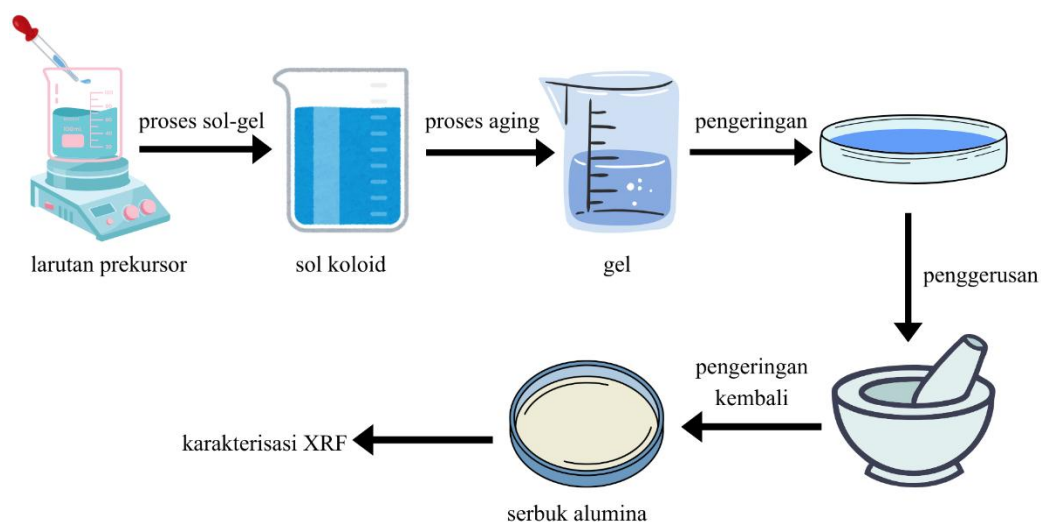 proses sol-gel
proses aging
pengeringan
larutan prekursor
sol koloid
gel
penggerusan
pengeringan
kembali
karakterisasi XRF
serbuk alumina